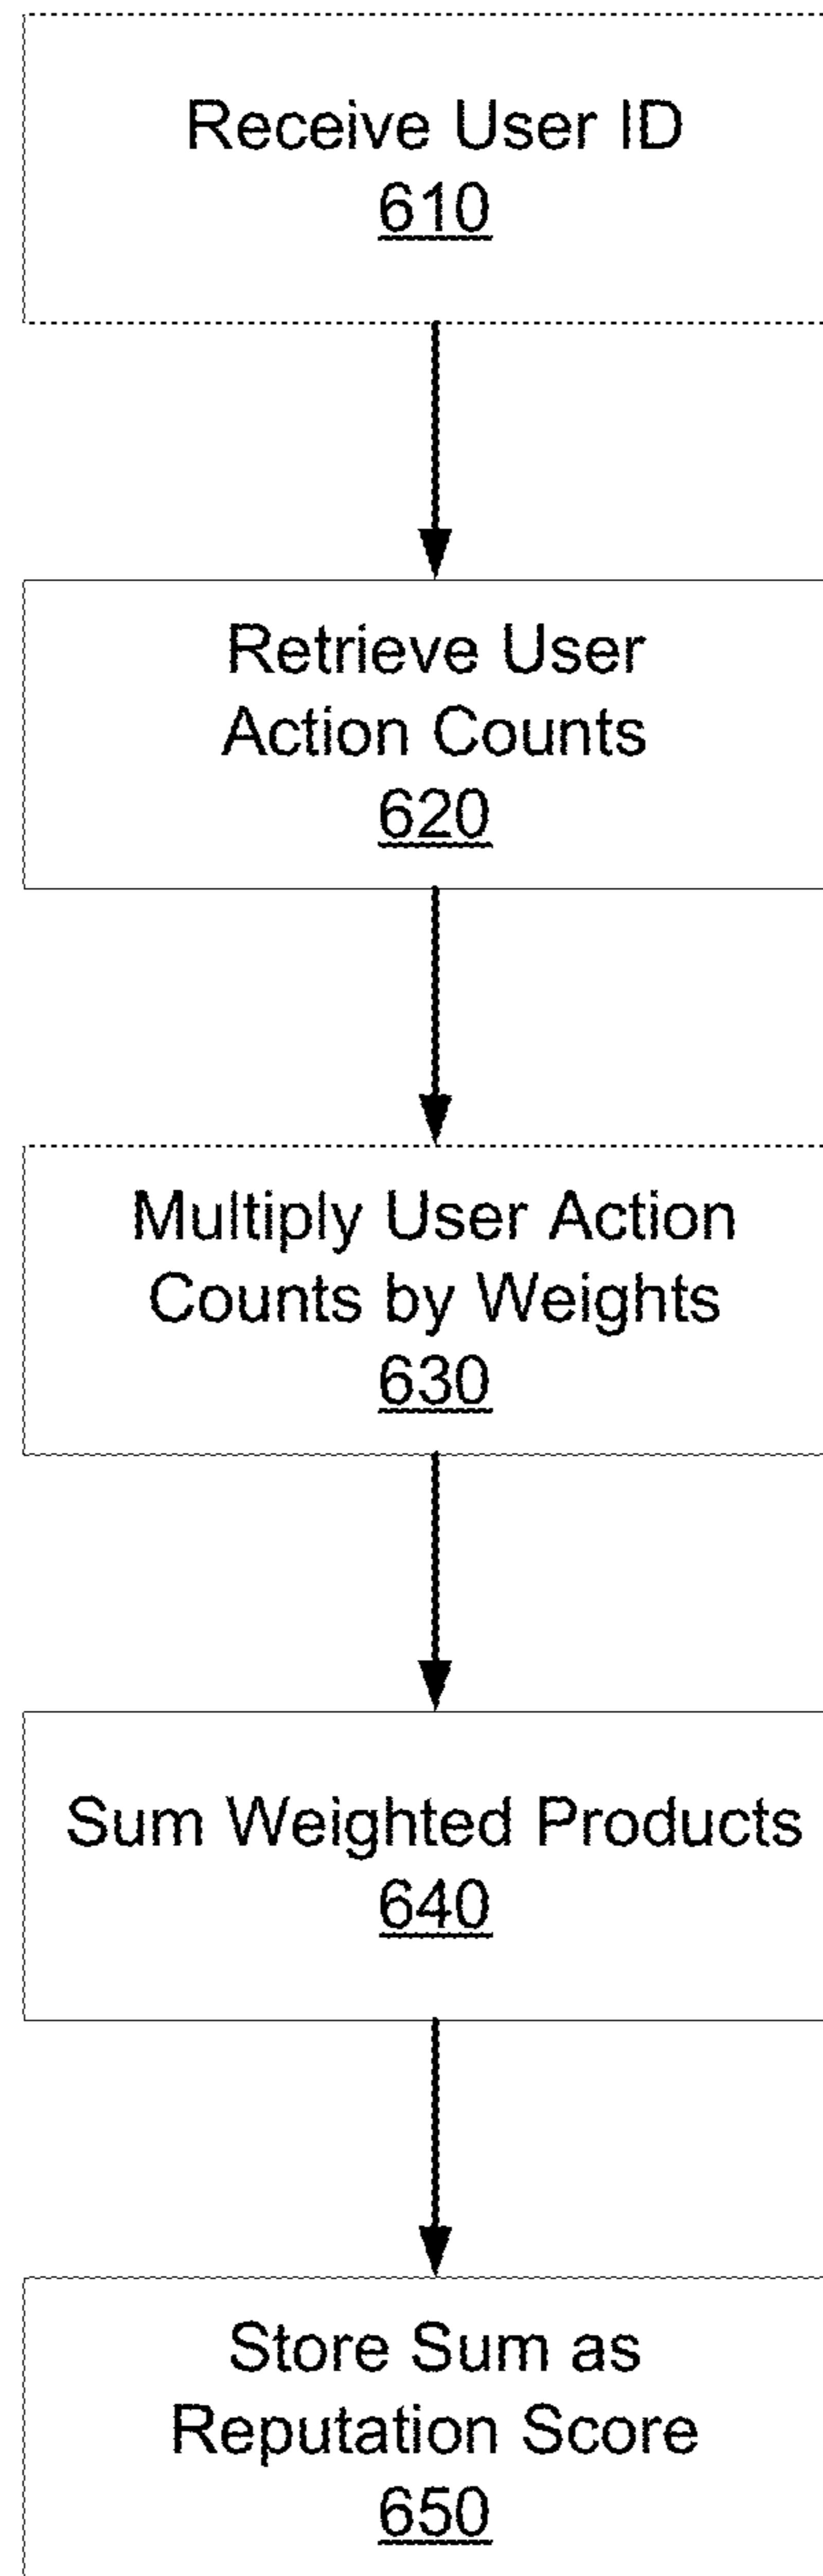 Receive User ID
610
Retrieve User
Action Counts
620
Multiply User Action
Counts by Weights
630
Sum Weighted Products
640
Store Sum as
Reputation Score
650